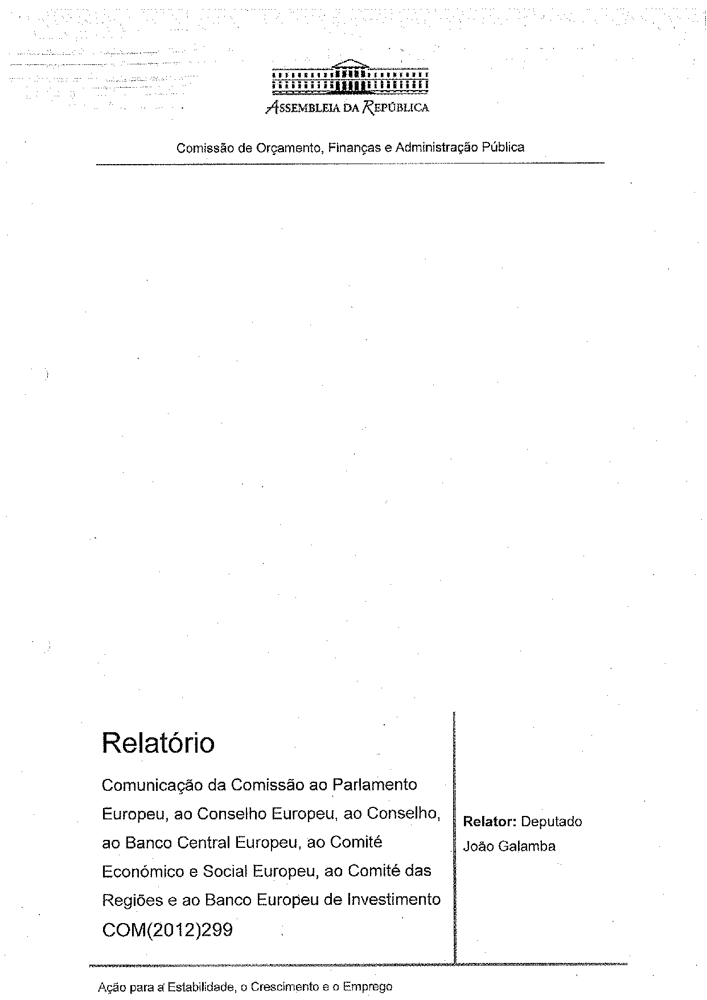 ASSEMBLEIA DA REPÚBLICA
Comissão de Orçamento, Finanças e Administração Pública
Relatório
Comunicação da Comissão ao Parlamento
Europeu, ao Conselho Europeu, ao Conselho,
ao Banco Central Europeu, ao Comité
Económico e Social Europeu, ao Comité das
Regiões e ao Banco Europeu de Investimento
COM(2012)299
Relator: Deputado
João Galamba
Ação para a Estabilidade, o Crescimento e o Emprego